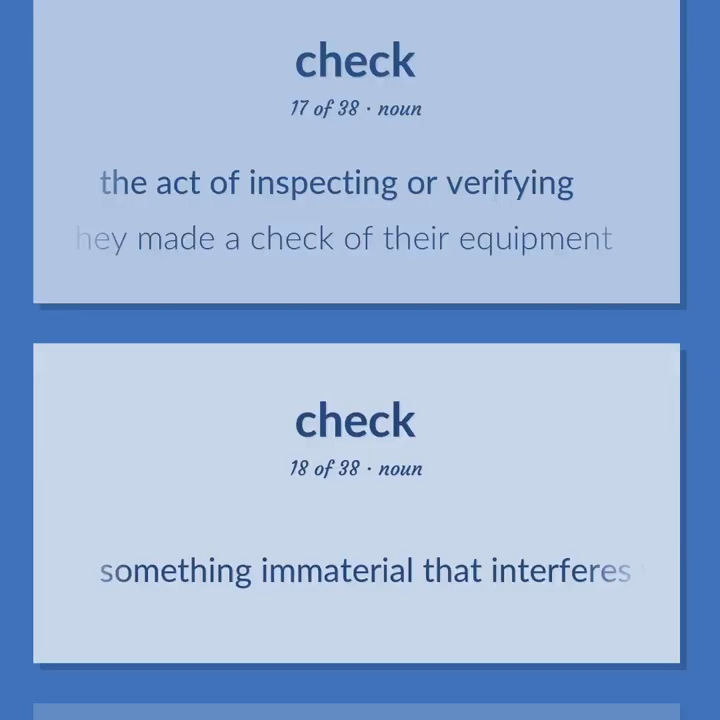 check
17 of 38 · noun
the act of inspecting or verifying
hey made a check of their equipment
check
18 of 38 · noun
something immaterial that interferes